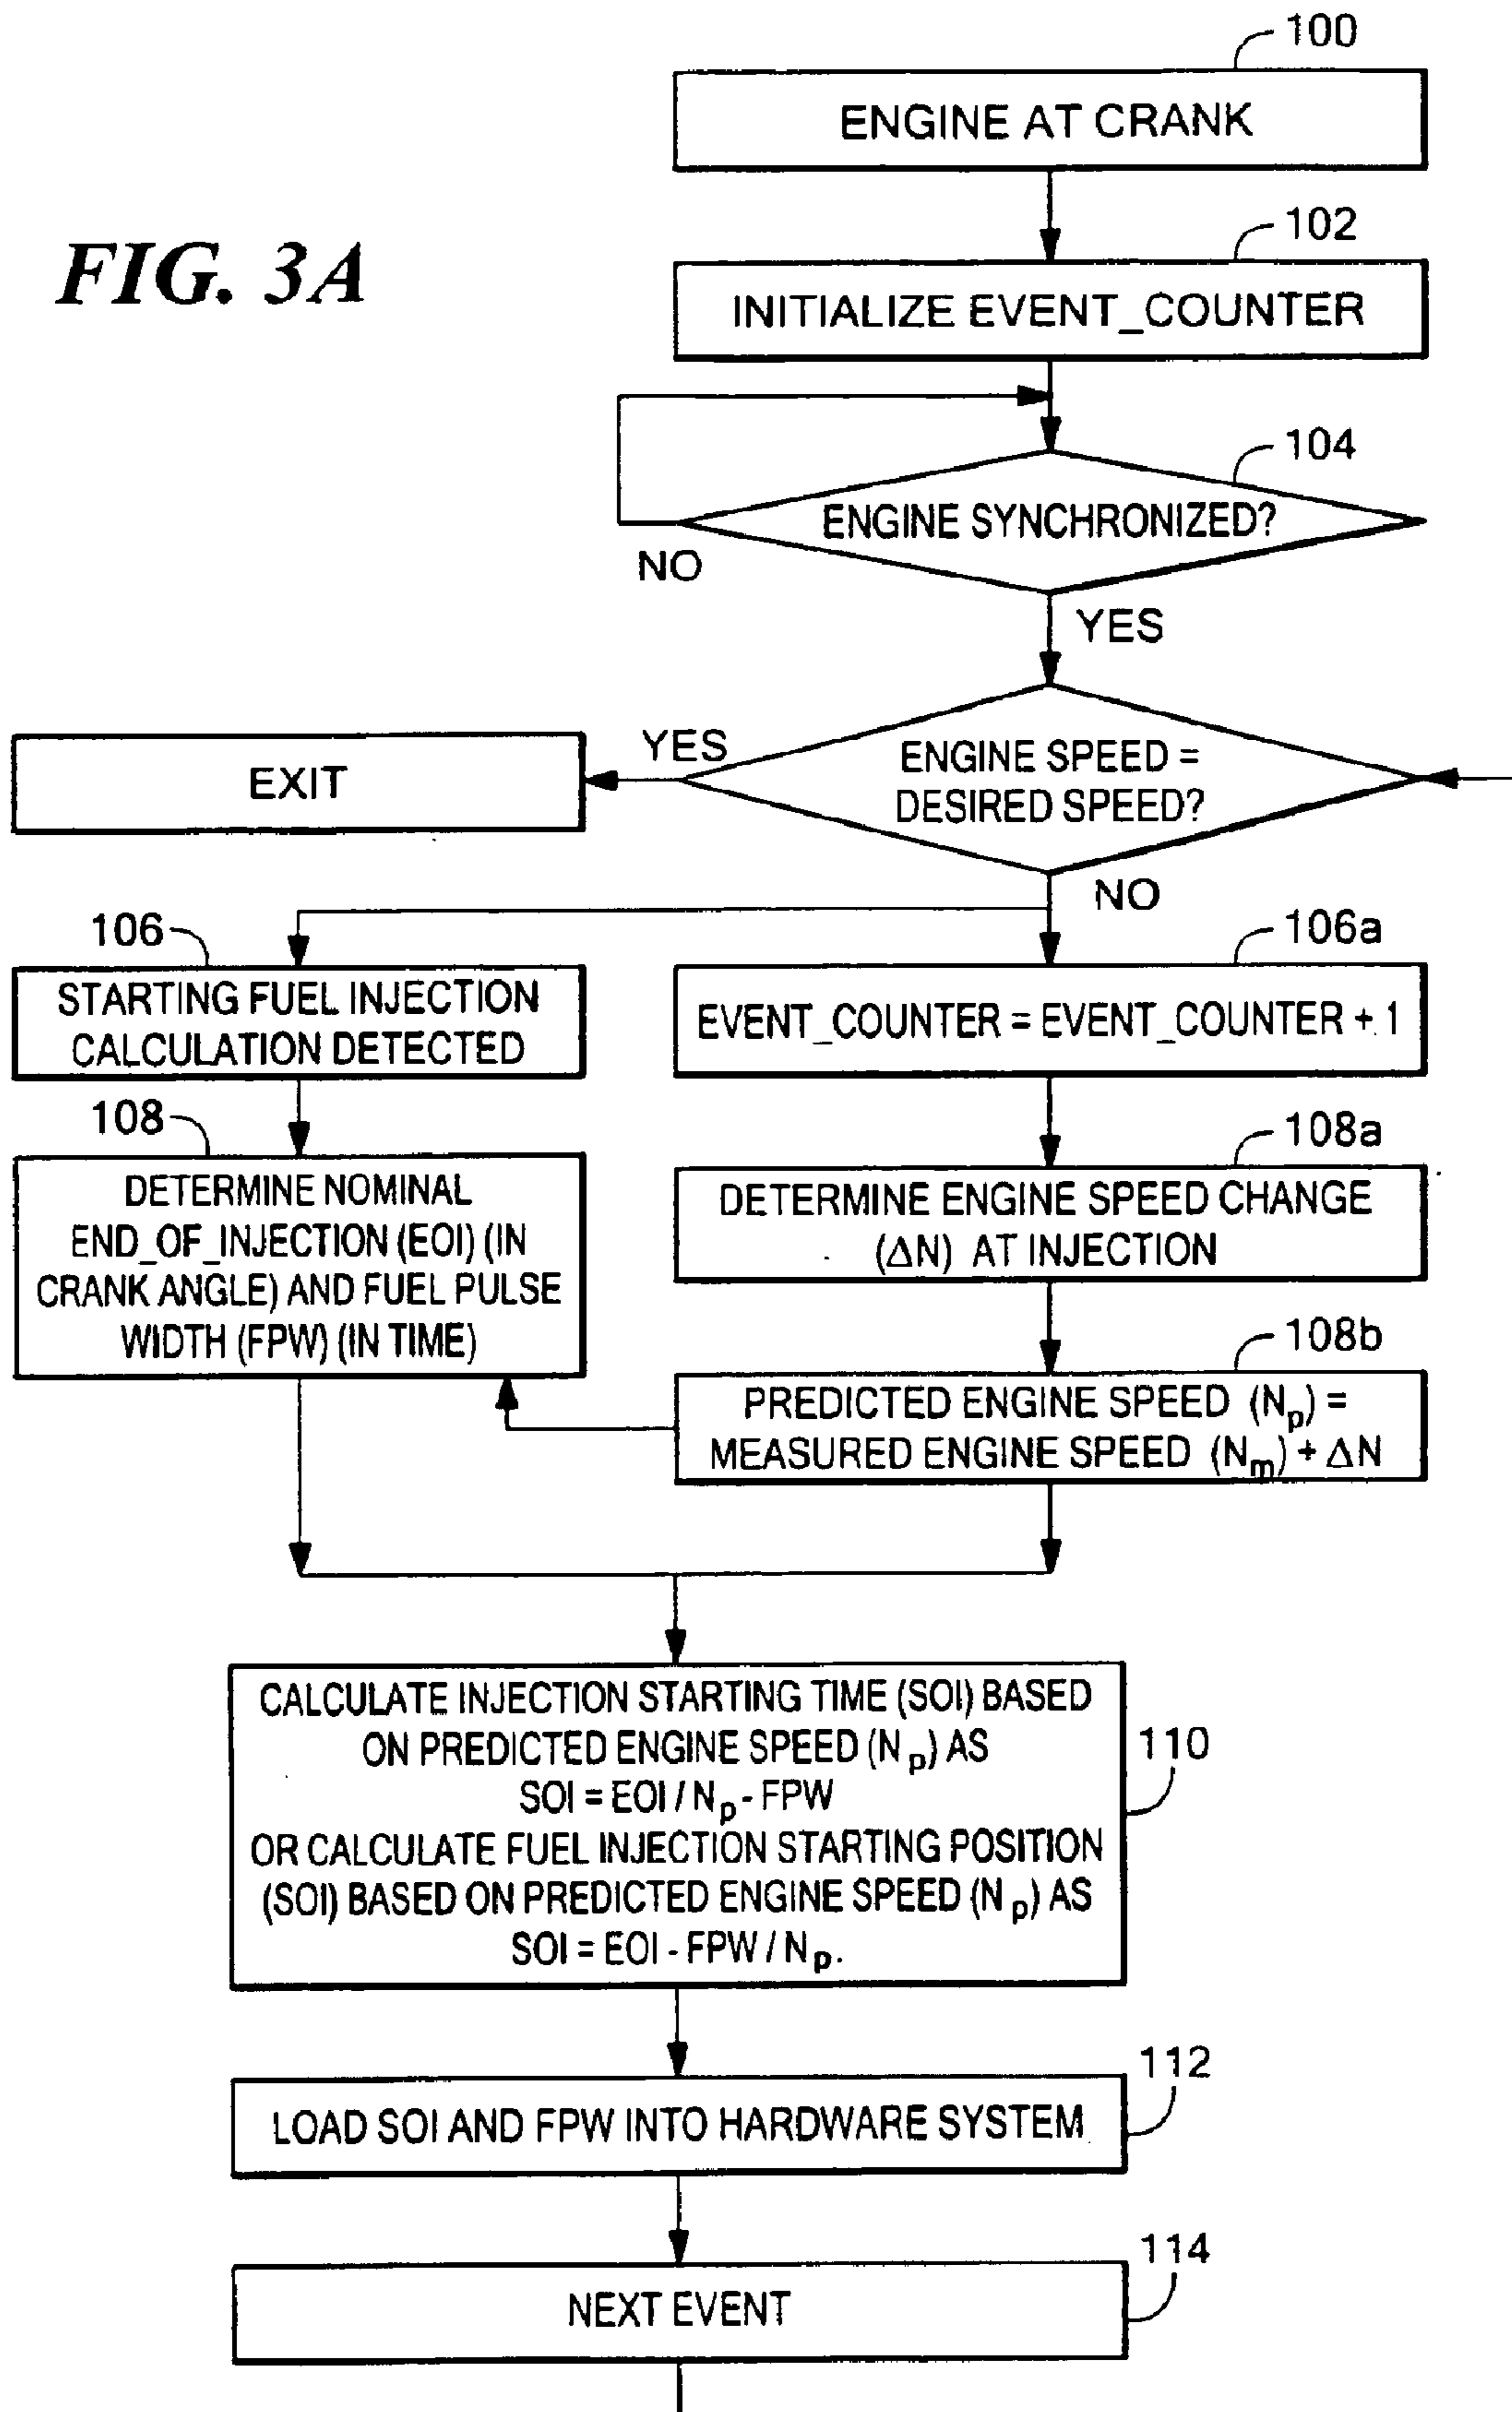 FIG. 3A
100
ENGINE AT CRANK
102
INITIALIZE EVENT_COUNTER
104
ENGINE SYNCHRONIZED?
NO
YES
ENGINE SPEED =
DESIRED SPEED?
YES
EXIT
NO
106
STARTING FUEL INJECTION
CALCULATION DETECTED
106a
EVENT_COUNTER = EVENT_COUNTER + 1
108
DETERMINE NOMINAL
END_OF_INJECTION (EOI) (IN
CRANK ANGLE) AND FUEL PULSE
WIDTH (FPW) (IN TIME)
108a
DETERMINE ENGINE SPEED CHANGE
(ΔN) AT INJECTION
108b
PREDICTED ENGINE SPEED (Np) =
MEASURED ENGINE SPEED (Nm) + ΔN
110
CALCULATE INJECTION STARTING TIME (SOI) BASED
ON PREDICTED ENGINE SPEED (Np) AS
SOI = EOI / Np - FPW
OR CALCULATE FUEL INJECTION STARTING POSITION
(SOI) BASED ON PREDICTED ENGINE SPEED (Np) AS
SOI = EOI - FPW / Np.
112
LOAD SOI AND FPW INTO HARDWARE SYSTEM
114
NEXT EVENT